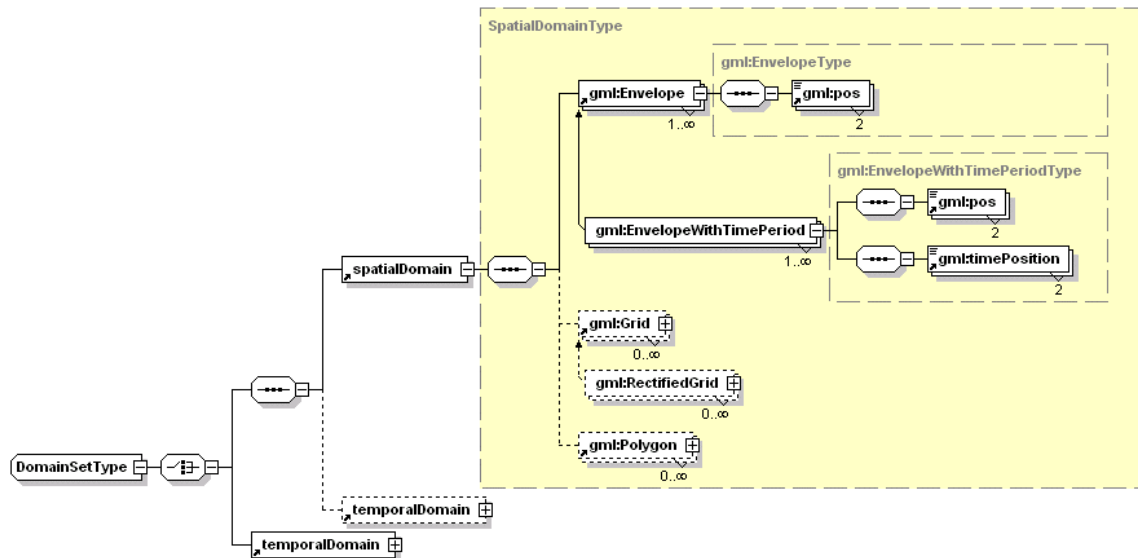 SpatialDomainType
gml:EnvelopeType
gml:Envelope
gml:pos
1..∞
2
gml:EnvelopeWithTimePeriodType
gml:pos
2
gml:EnvelopeWithTimePeriod
1..∞
gml:timePosition
2
spatialDomain
gml:Grid
0..∞
gml:RectifiedGrid
0..∞
gml:Polygon
0..∞
DomainSetType
temporalDomain
temporalDomain